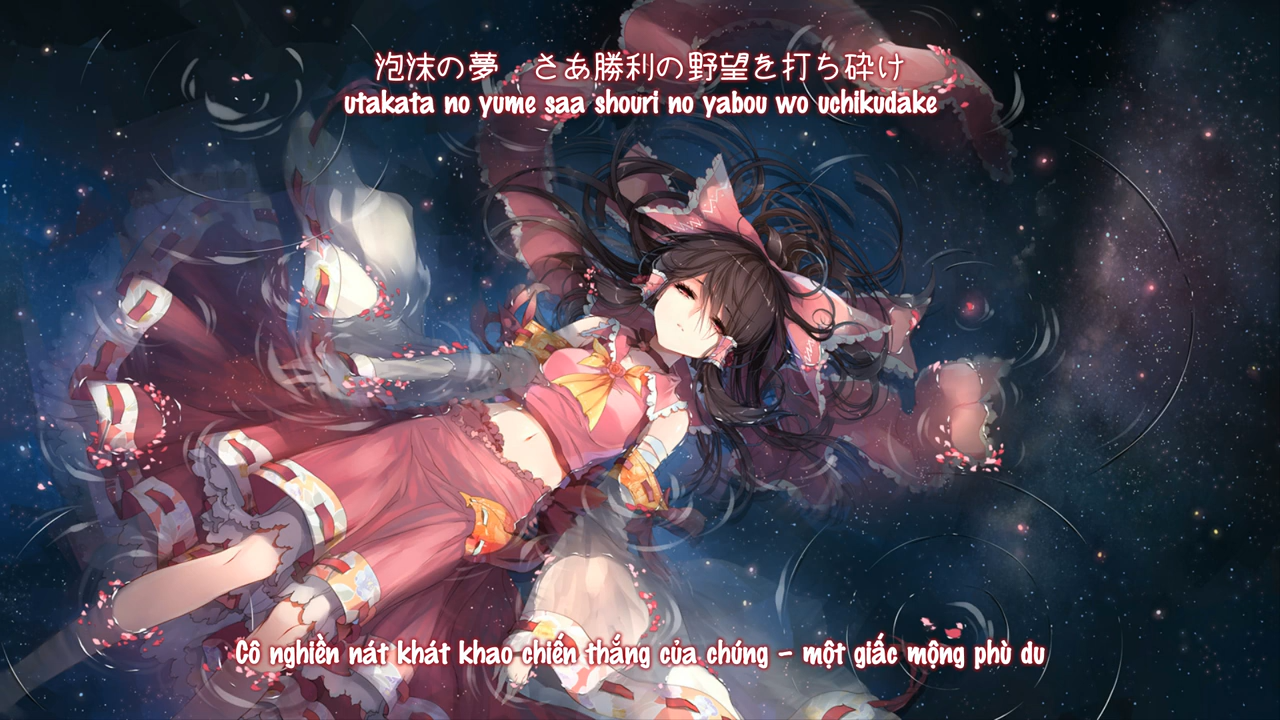 泡沫の夢　さあ勝利の野望を打ち砕け
utakata no yume saa shouri no yabou wo uchikudake
Cô nghiền nát khát khao chiến thắng của chúng – một giấc mộng phù du